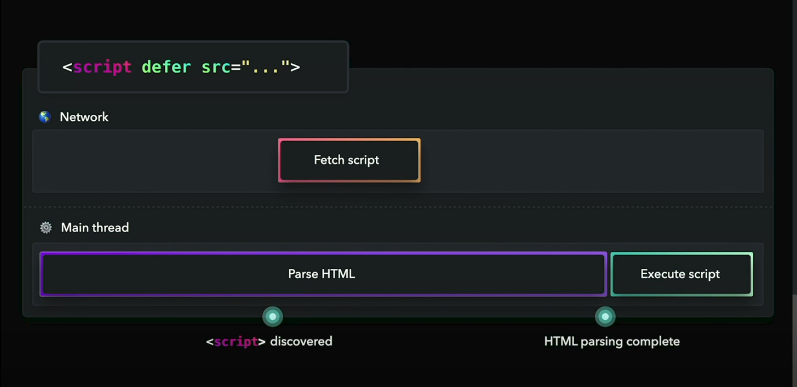 <script defer src="...">
Network
Fetch script
Main thread
Parse HTML
Execute script
<script> discovered
HTML parsing complete